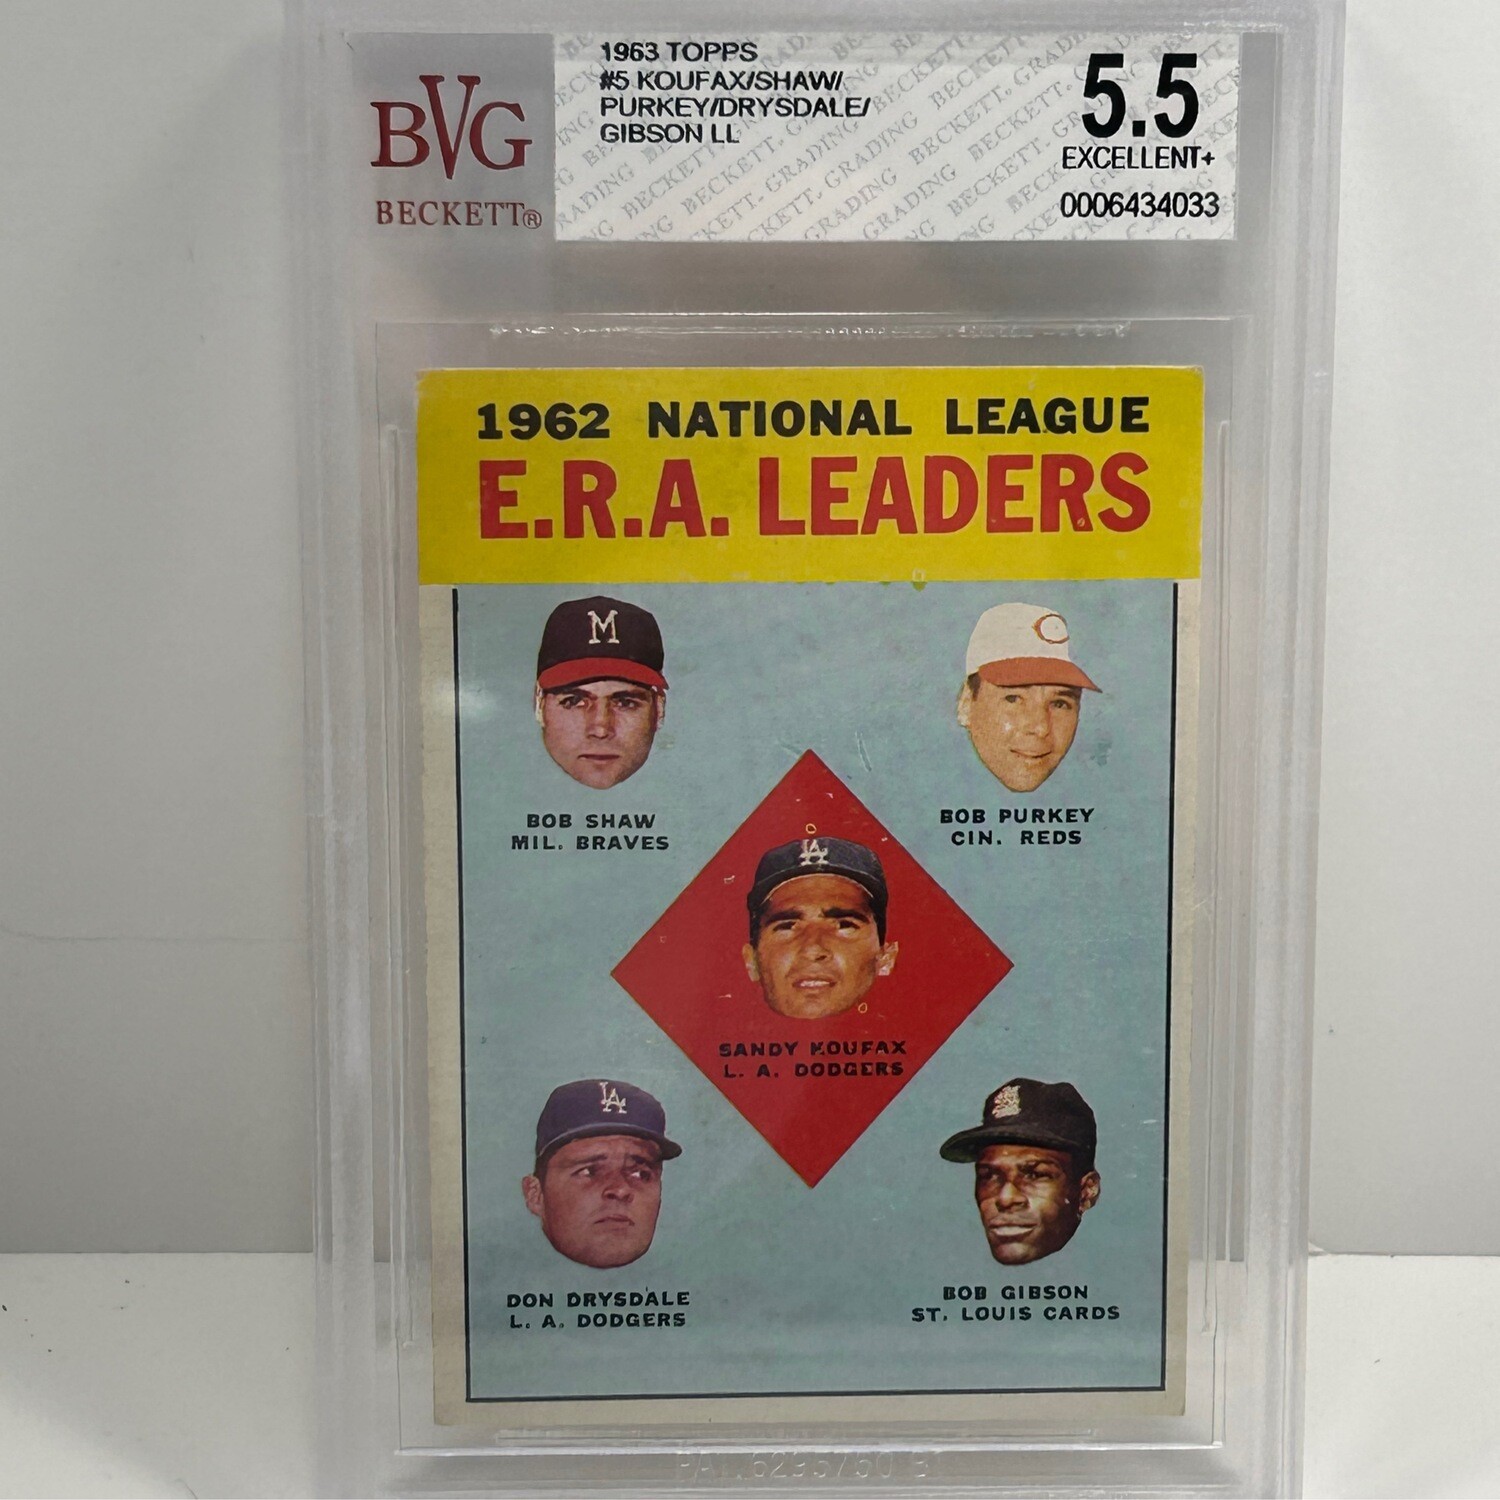 BVG
BECKETT®
1963 TOPPS
#5 KOUFAX/SHAW/
PURKEY/DRYSDALE/
GIBSON LL
5.5
EXCELLENT+
0006434033
1962 NATIONAL LEAGUE
E.R.A. LEADERS
M
C
BOB SHAW
MIL. BRAVES
BOB PURKEY
CIN. REDS
LA
SANDY KOUFAX
L. A. DODGERS
LA
DON DRYSDALE
L. A. DODGERS
BOB GIBSON
ST. LOUIS CARDS